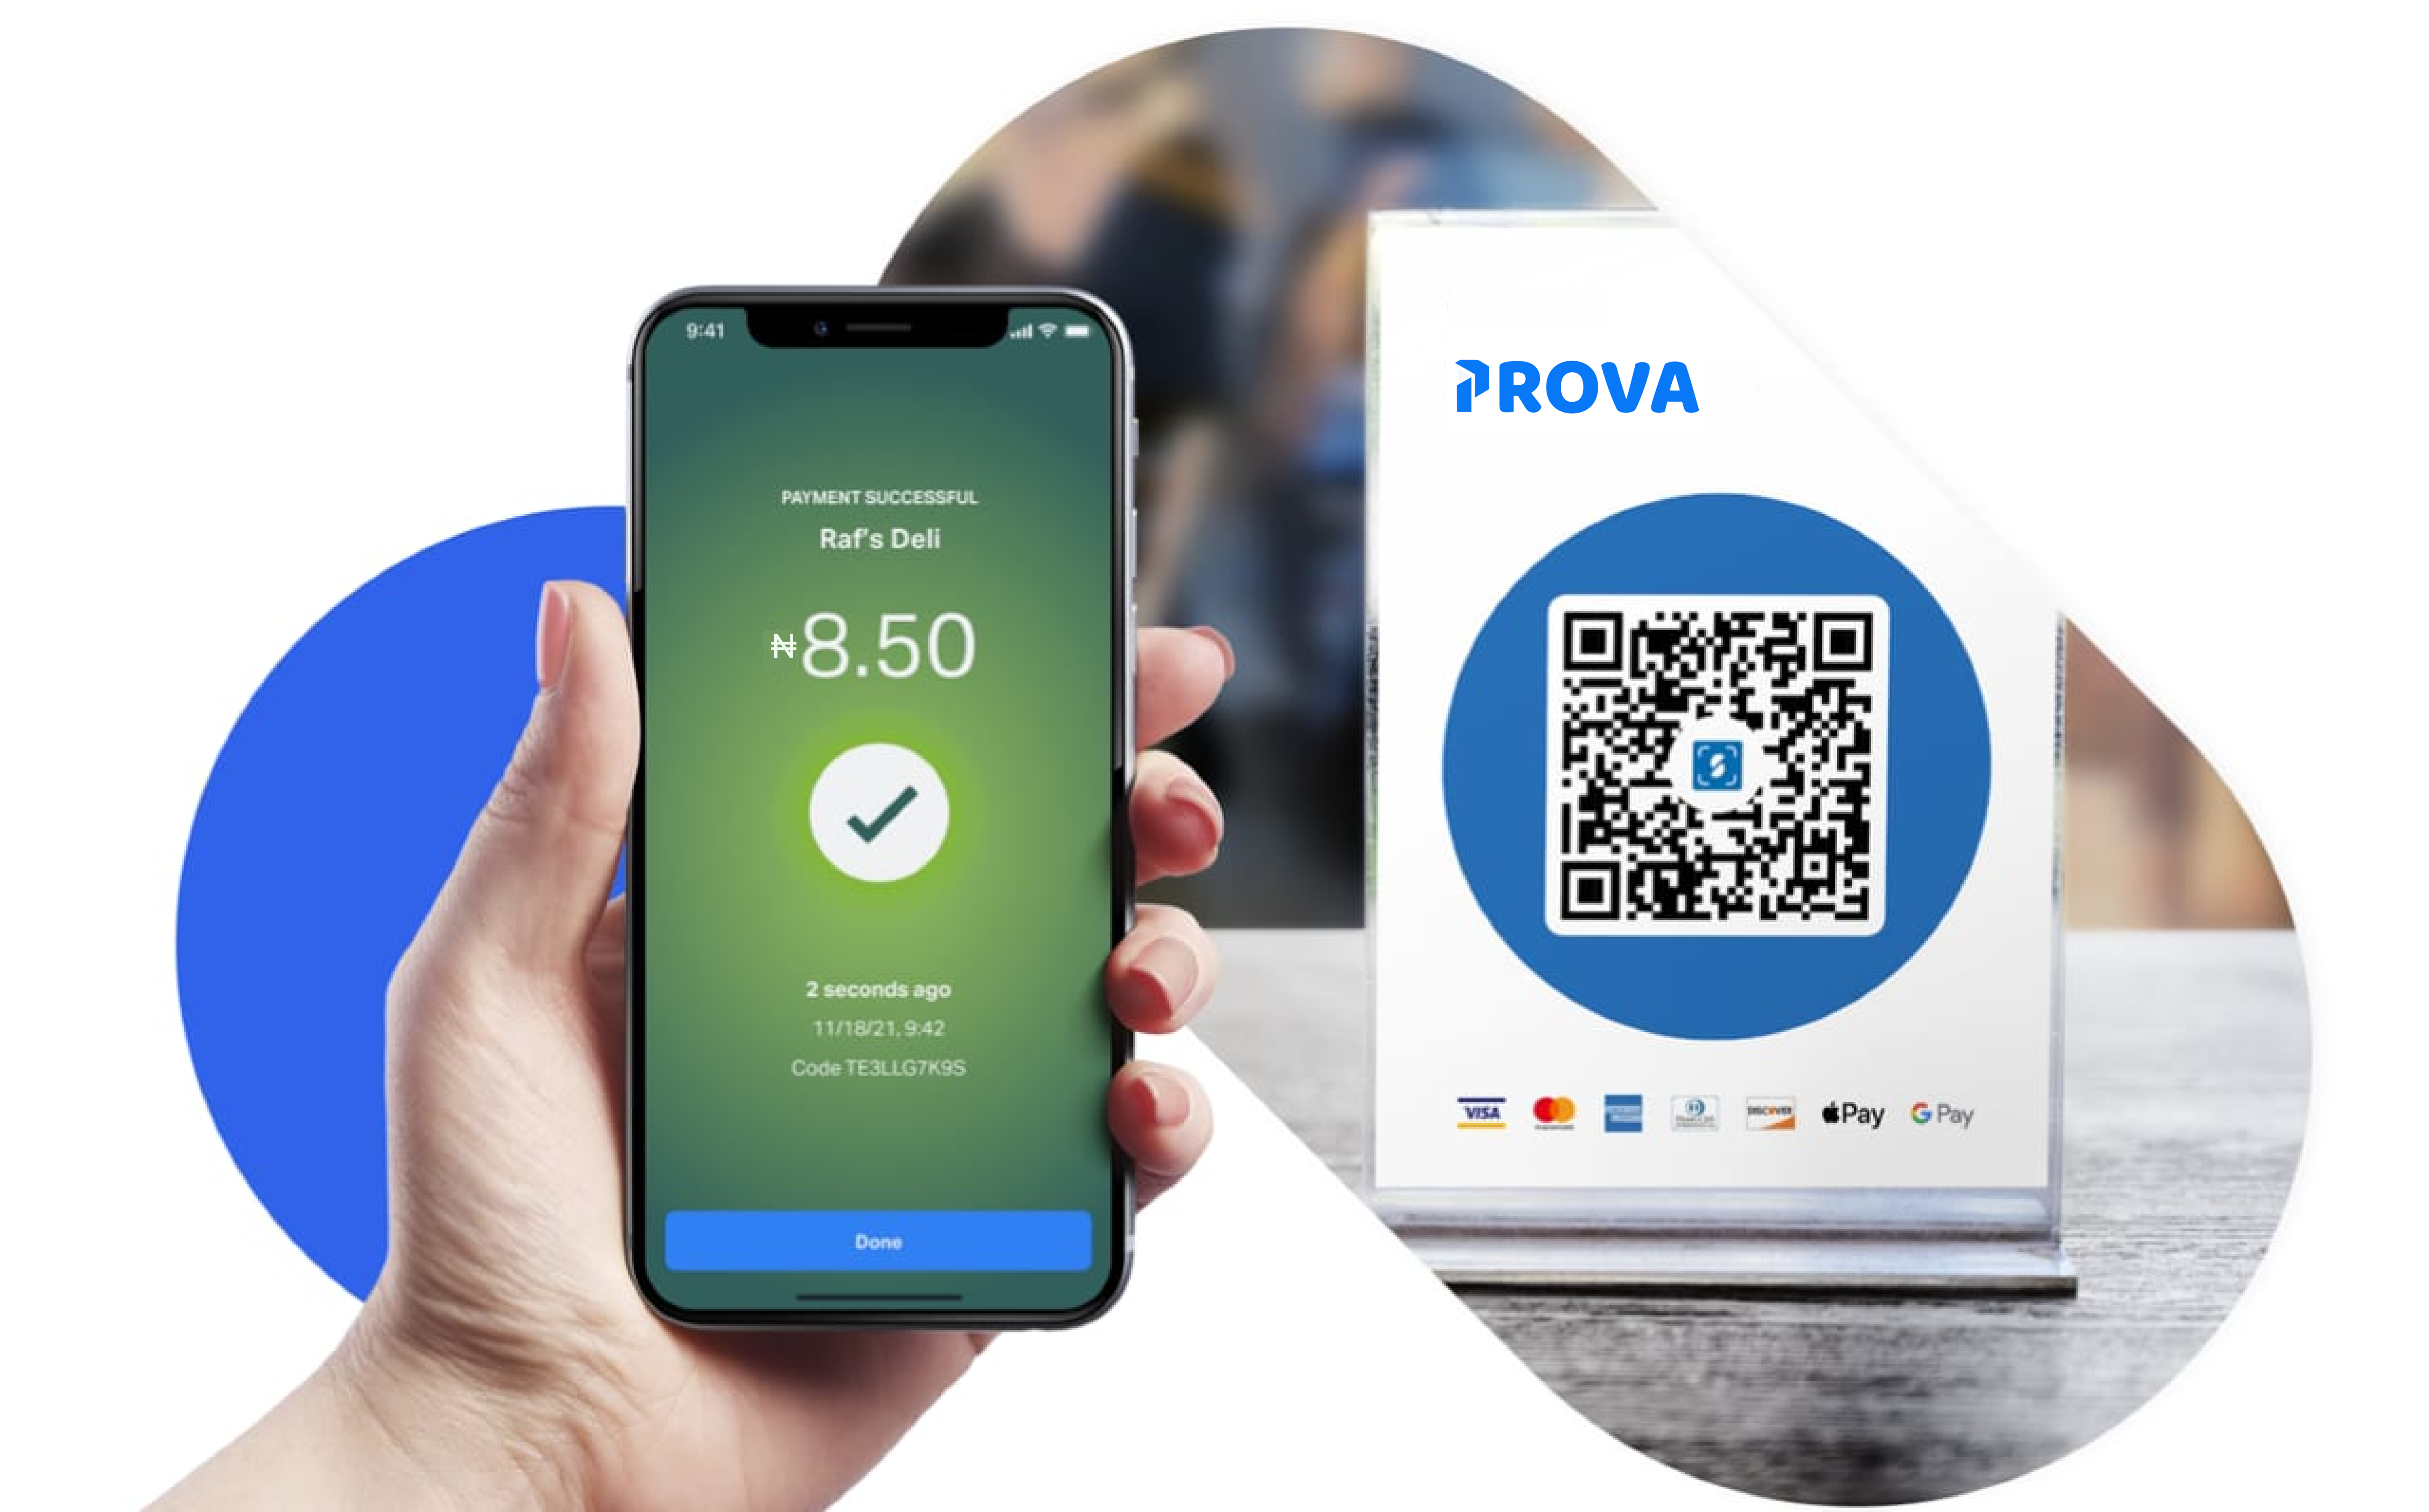 9:41
PAYMENT SUCCESSFUL
Raf's Deli
₦8.50
2 seconds ago
11/18/21, 9:42
Code TE3LLG7K9S
Done
PROVA
VISA
DISCOVER
Pay
G Pay